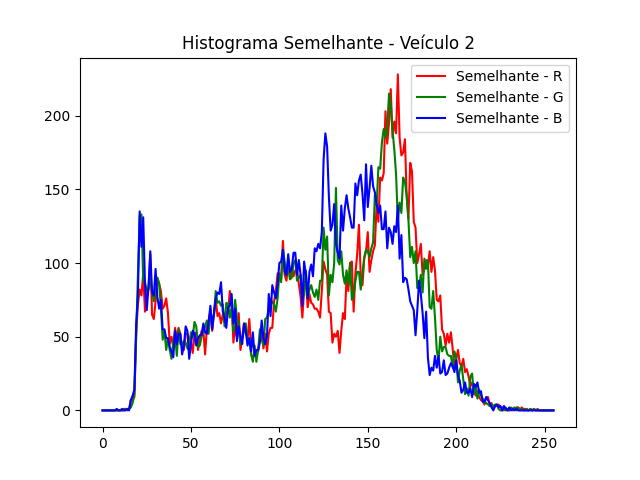 Histograma Semelhante - Veículo 2
Semelhante - R
Semelhante - G
Semelhante - B
200
150
100
50
0
0 50 100 150 200 250